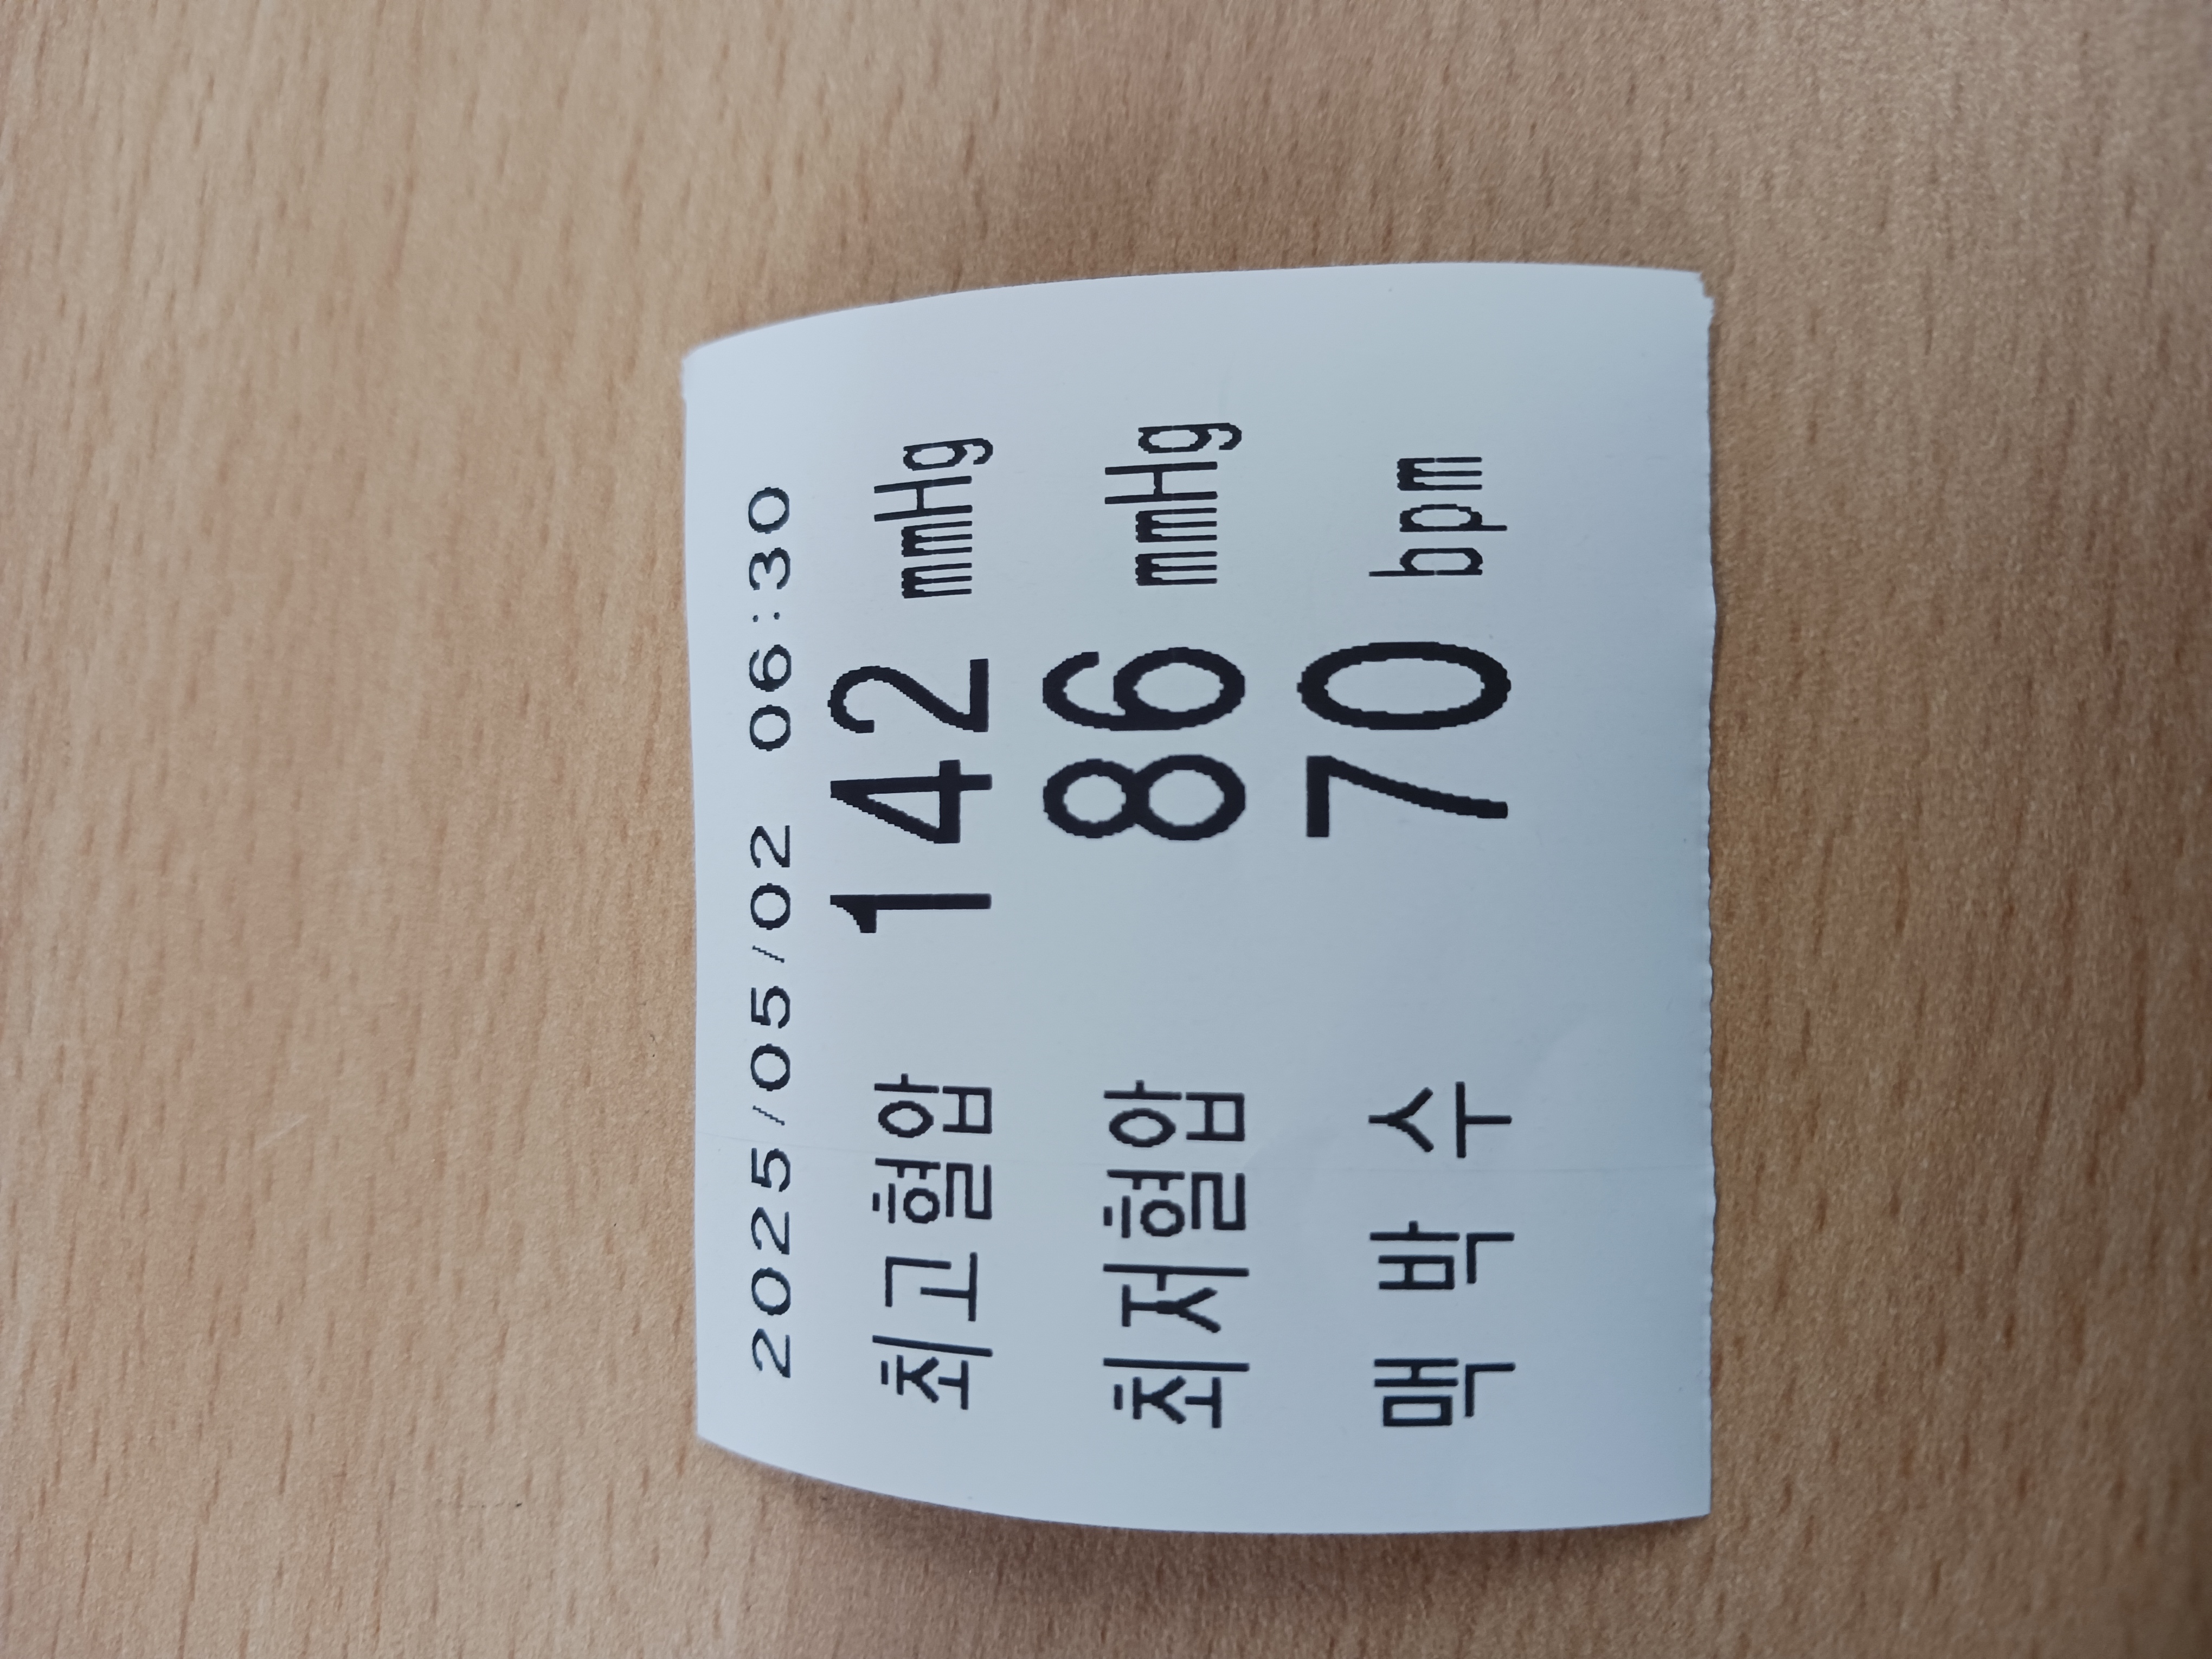 2025/05/02 06:30
최고혈압 142 mmHg
최저혈압 86 mmHg
맥 박 수 70 bpm